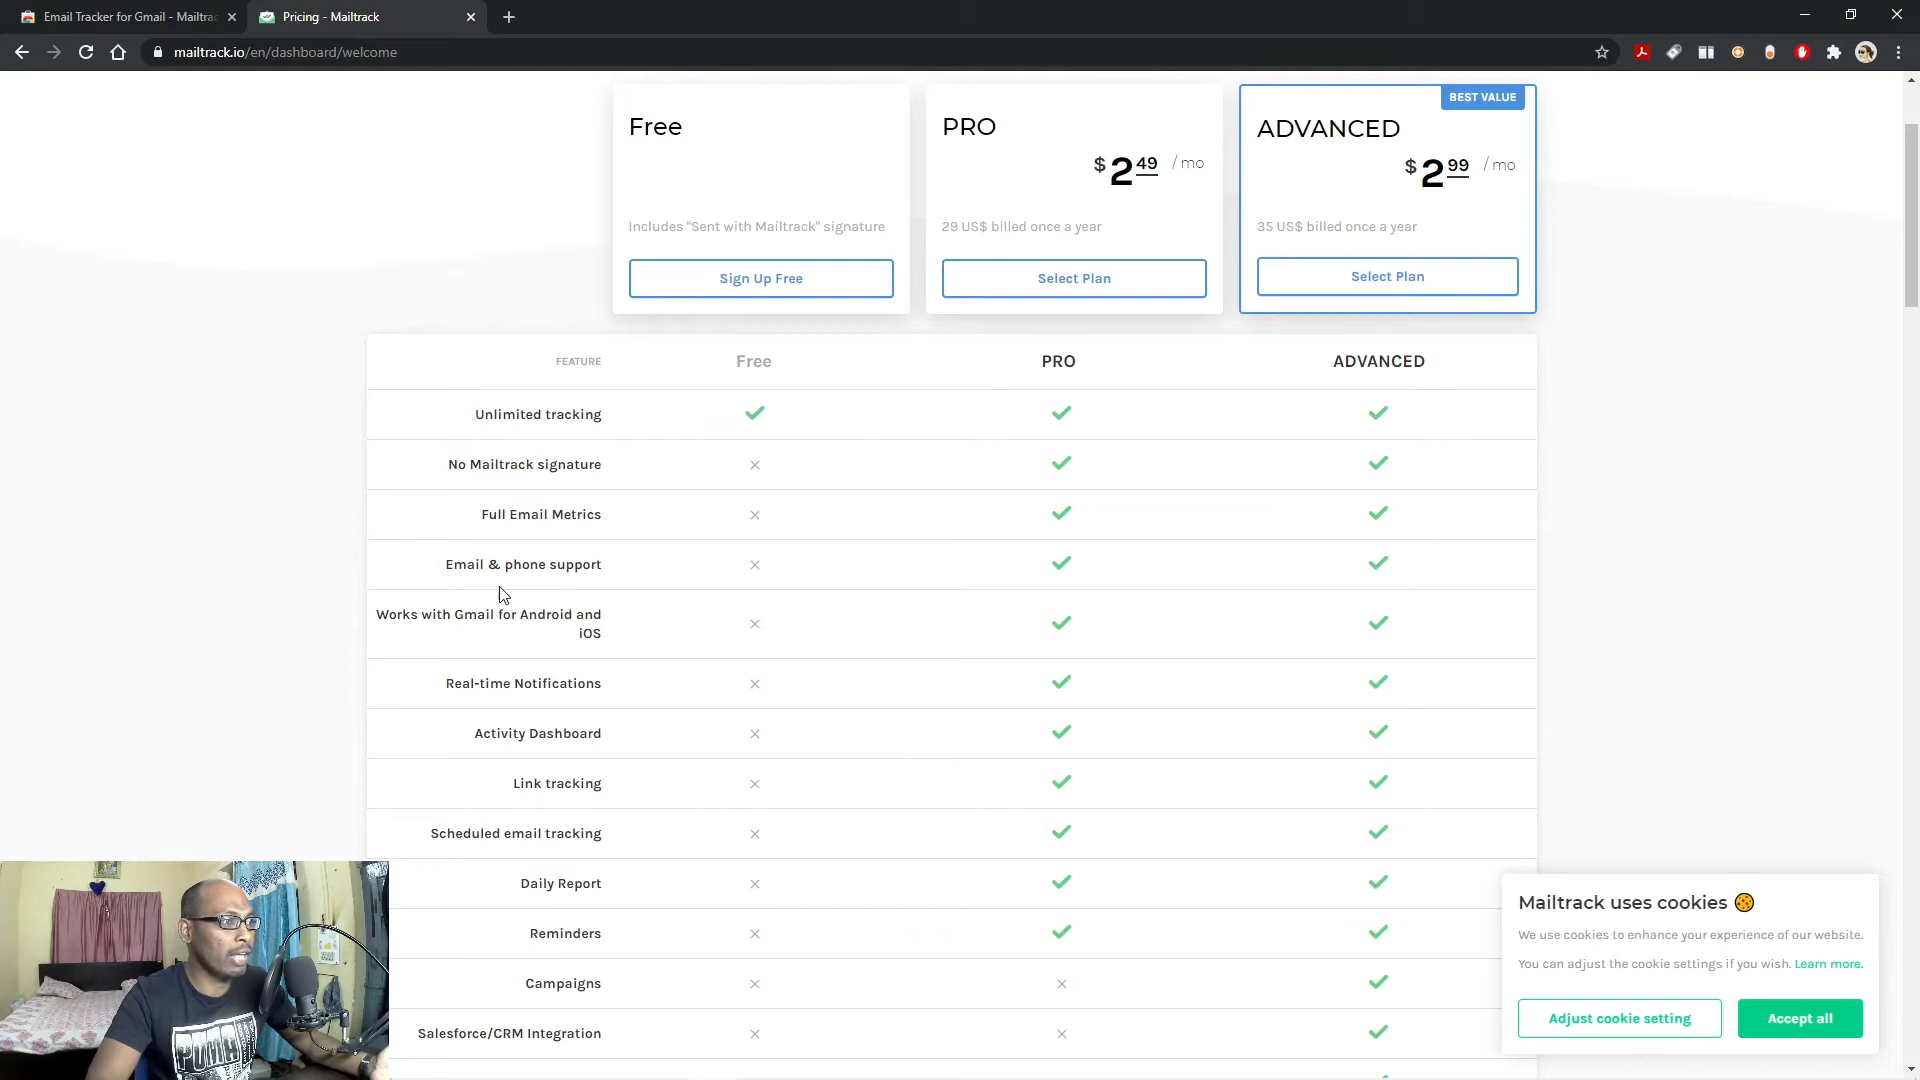 Email Tracker for Gmail - Mailtrac
Pricing - Mailtrack
mailtrack.io/en/dashboard/welcome
Free
Includes "Sent with Mailtrack" signature
Sign Up Free
PRO
$ 2 49 / mo
29 US$ billed once a year
Select Plan
BEST VALUE
ADVANCED
$ 2 99 / mo
35 US$ billed once a year
Select Plan
FEATURE Free PRO ADVANCED
Unlimited tracking
No Mailtrack signature
Full Email Metrics
Email & phone support
Works with Gmail for Android and
iOS
Real-time Notifications
Activity Dashboard
Link tracking
Scheduled email tracking
Daily Report
Reminders
Campaigns
Salesforce/CRM Integration
Mailtrack uses cookies
We use cookies to enhance your experience of our website.
You can adjust the cookie settings if you wish. Learn more.
Adjust cookie setting
Accept all
PUMA